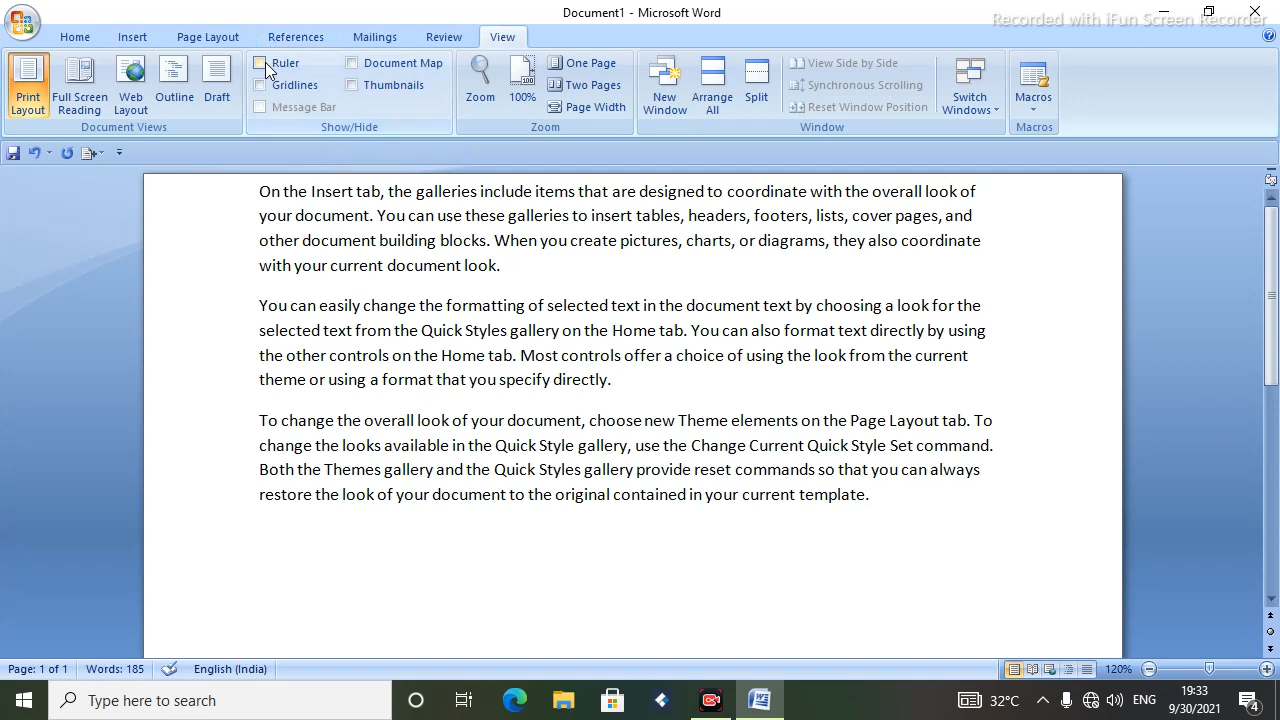 Document1 - Microsoft Word
Recorded with iFun Screen Recorder
Home Insert Page Layout References Mailings Review View
Ruler Document Map One Page View Side by Side
Gridlines Thumbnails Two Pages Synchronous Scrolling
Message Bar Page Width Reset Window Position
Print Layout Full Screen Reading Web Layout Outline Draft Zoom 100% New Window Arrange All Split Switch Windows Macros
Document Views Show/Hide Zoom Window Macros
On the Insert tab, the galleries include items that are designed to coordinate with the overall look of
your document. You can use these galleries to insert tables, headers, footers, lists, cover pages, and
other document building blocks. When you create pictures, charts, or diagrams, they also coordinate
with your current document look.
You can easily change the formatting of selected text in the document text by choosing a look for the
selected text from the Quick Styles gallery on the Home tab. You can also format text directly by using
the other controls on the Home tab. Most controls offer a choice of using the look from the current
theme or using a format that you specify directly.
To change the overall look of your document, choose new Theme elements on the Page Layout tab. To
change the looks available in the Quick Style gallery, use the Change Current Quick Style Set command.
Both the Themes gallery and the Quick Styles gallery provide reset commands so that you can always
restore the look of your document to the original contained in your current template.
Page: 1 of 1 Words: 185 English (India) 120%
Type here to search 32°C ENG 19:33
9/30/2021 4